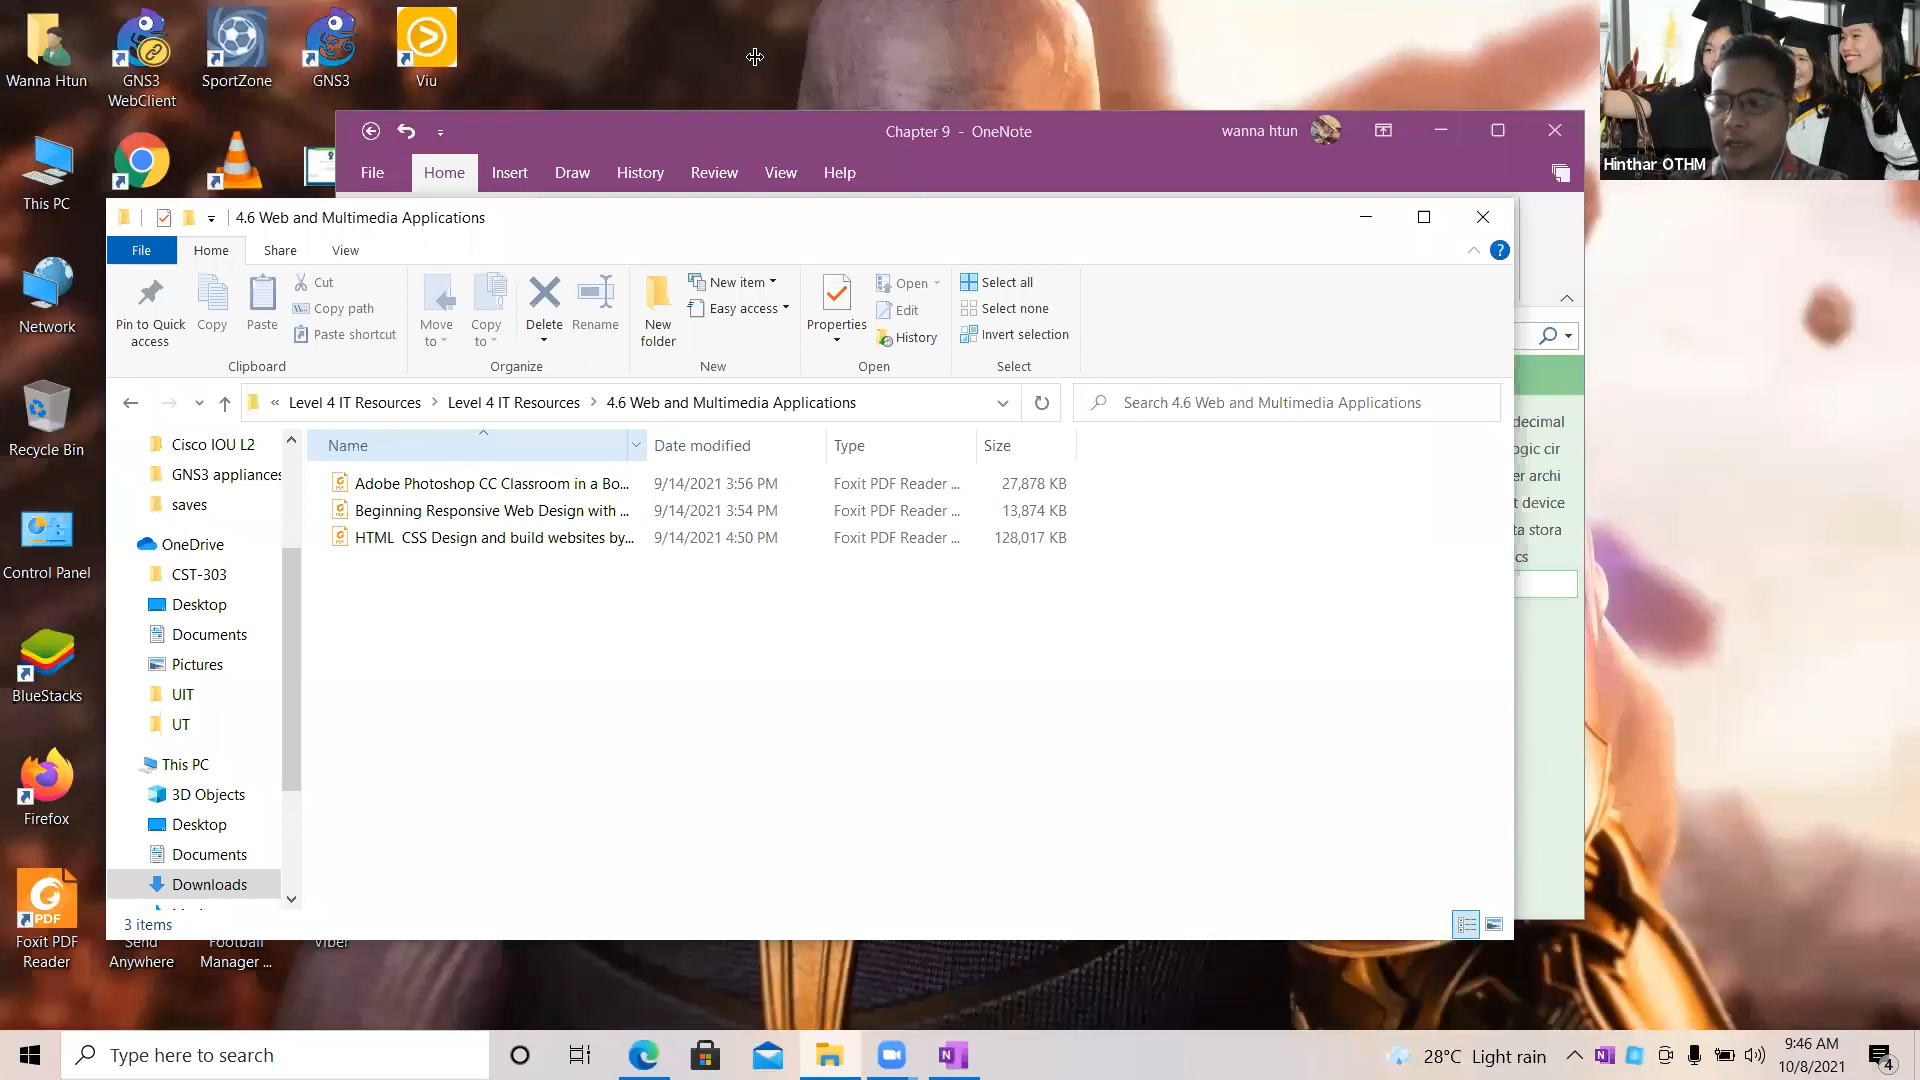 Wanna Htun
GNS3
WebClient
SportZone
GNS3
Viu
This PC
Network
Recycle Bin
Control Panel
BlueStacks
Firefox
PDF
Foxit PDF
Reader
Send
Anywhere
Football
Manager ...
Viber
Chapter 9 - OneNote
wanna htun
File
Home
Insert
Draw
History
Review
View
Help
Hinthar OTHM
4.6 Web and Multimedia Applications
File
Home
Share
View
Pin to Quick
access
Copy
Paste
Cut
Copy path
Paste shortcut
Clipboard
Move
to
Copy
to
Delete
Rename
Organize
New
folder
New item
Easy access
New
Properties
Open
Edit
History
Open
Select all
Select none
Invert selection
Select
« Level 4 IT Resources > Level 4 IT Resources > 4.6 Web and Multimedia Applications
Search 4.6 Web and Multimedia Applications
Cisco IOU L2
GNS3 appliances
saves
OneDrive
CST-303
Desktop
Documents
Pictures
UIT
UT
This PC
3D Objects
Desktop
Documents
Downloads
Name Date modified Type Size
Adobe Photoshop CC Classroom in a Bo... 9/14/2021 3:56 PM Foxit PDF Reader ... 27,878 KB
Beginning Responsive Web Design with ... 9/14/2021 3:54 PM Foxit PDF Reader ... 13,874 KB
HTML CSS Design and build websites by... 9/14/2021 4:50 PM Foxit PDF Reader ... 128,017 KB
3 items
decimal
ogic cir
er archi
t device
ta stora
cs
Type here to search
28°C Light rain
9:46 AM
10/8/2021
4